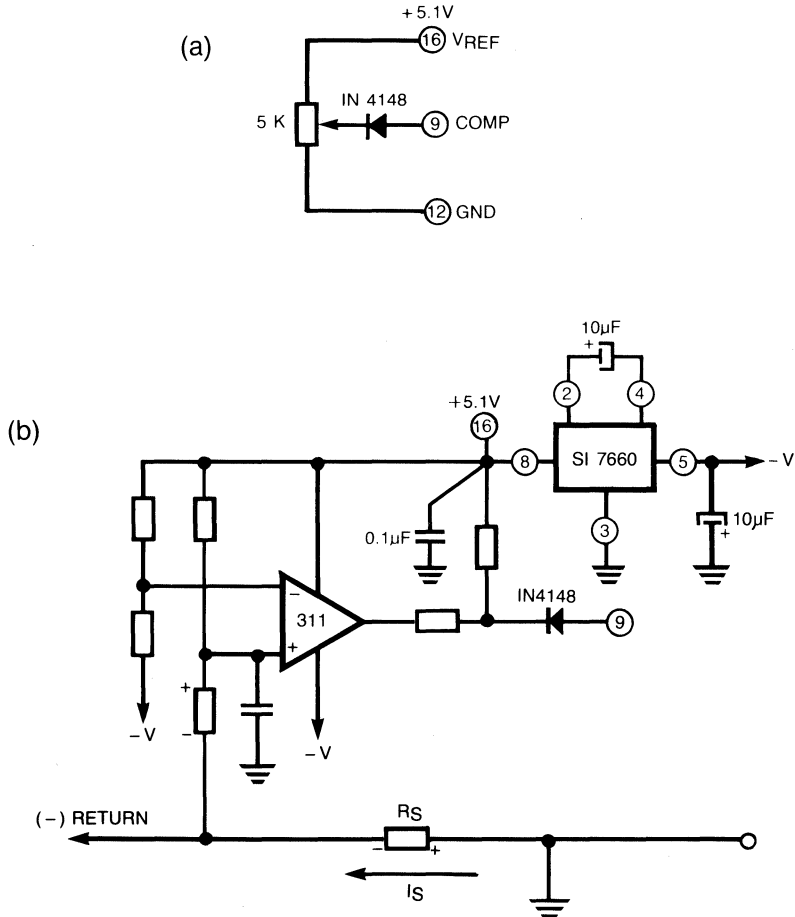 (a)
+5.1V
16 VREF
IN 4148
5 K
9 COMP
12 GND
(b)
10µF
+
2
4
+5.1V
16
8
SI 7660
5
-V
0.1µF
3
10µF
+
-
311
+
IN4148
9
+
-
-V
-V
(-) RETURN
RS
-
+
IS